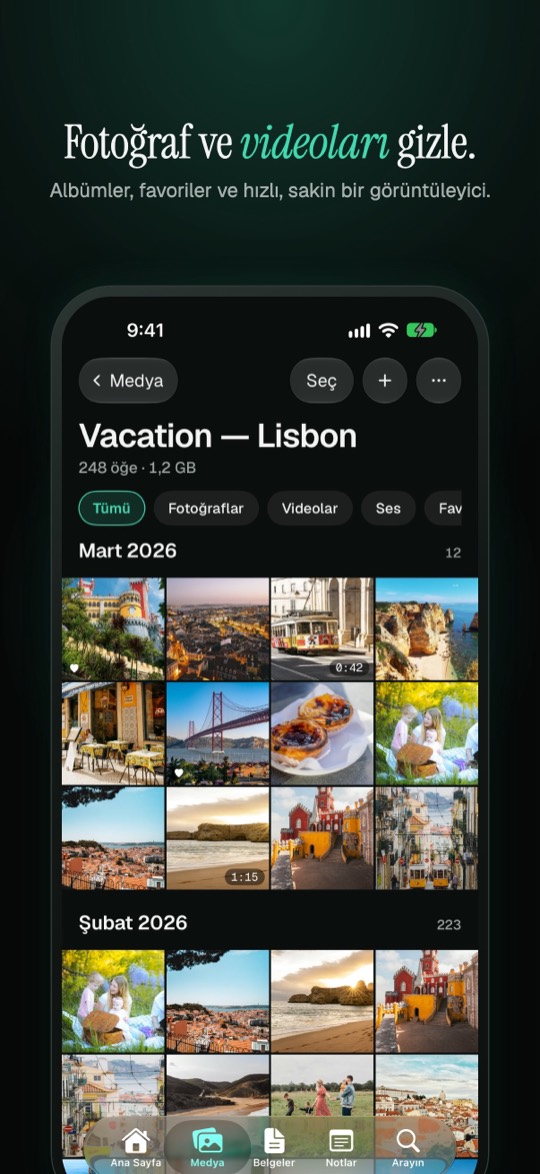 Fotoğraf ve videoları gizle.
Albümler, favoriler ve hızlı, sakin bir görüntüleyici.
9:41
Medya
Seç
Vacation — Lisbon
248 öğe · 1,2 GB
Tümü Fotoğraflar Videolar Ses Fav
Mart 2026 12
0:42
1:15
Şubat 2026 223
Ana Sayfa Medya Belgeler Notlar Arayın